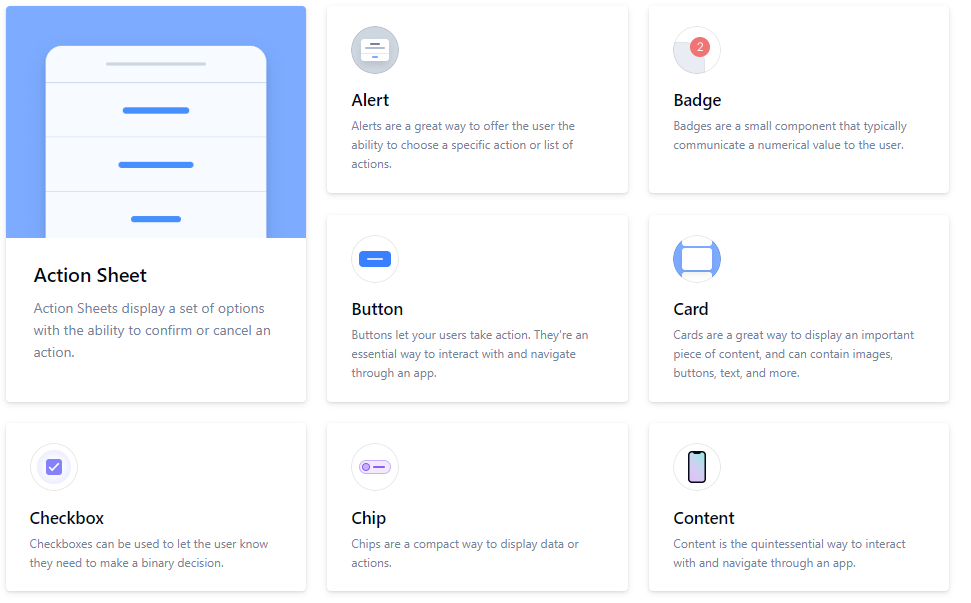 Action Sheet
Action Sheets display a set of options
with the ability to confirm or cancel an
action.
Alert
Alerts are a great way to offer the user the
ability to choose a specific action or list of
actions.
2
Badge
Badges are a small component that typically
communicate a numerical value to the user.
Button
Buttons let your users take action. They're an
essential way to interact with and navigate
through an app.
Card
Cards are a great way to display an important
piece of content, and can contain images,
buttons, text, and more.
Checkbox
Checkboxes can be used to let the user know
they need to make a binary decision.
Chip
Chips are a compact way to display data or
actions.
Content
Content is the quintessential way to interact
with and navigate through an app.